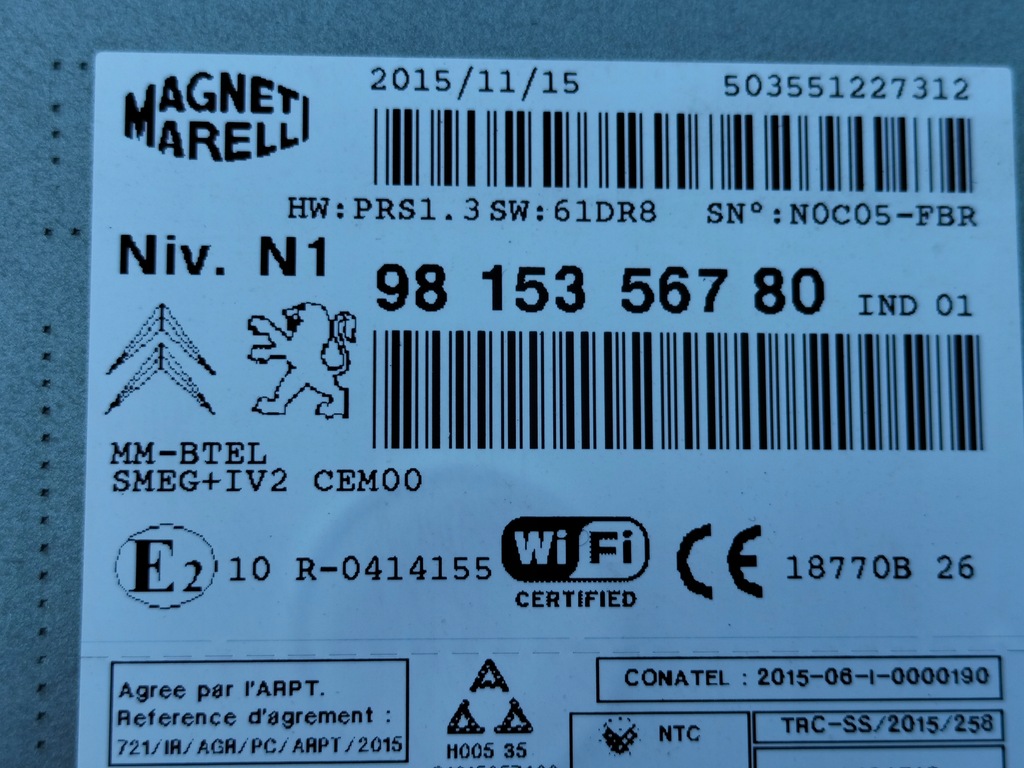 MAGNETI
MARELLI
2015/11/15
503551227312
HW:PRS1.3 SW:61DR8 SN°:N0C05-FBR
Niv. N1
98 153 567 80 IND 01
MM-BTEL
SMEG+IV2 CEM00
E2 10 R-0414155
WiFi
CERTIFIED
CE 18770B 26
Agree par l'ARPT.
Reference d'agrement :
721/IR/AGR/PC/ARPT/2015
A
H005 35
CONATEL : 2015-06-I-0000190
NTC
TRC-SS/2015/258